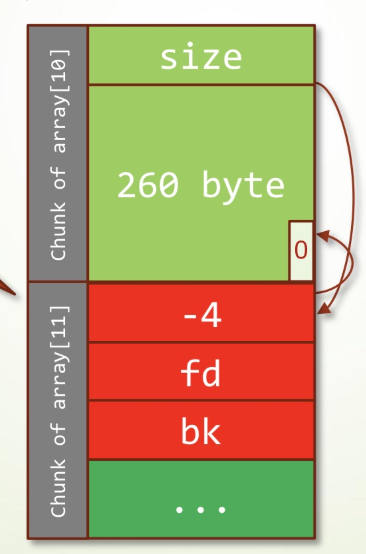 Chunk of array[10]
size
260 byte
0
Chunk of array[11]
-4
fd
bk
...